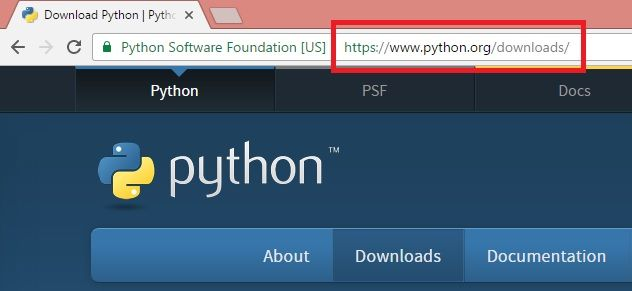 Download Python | Pytho
Python Software Foundation [US] https://www.python.org/downloads/
Python PSF Docs
python™
About Downloads Documentation